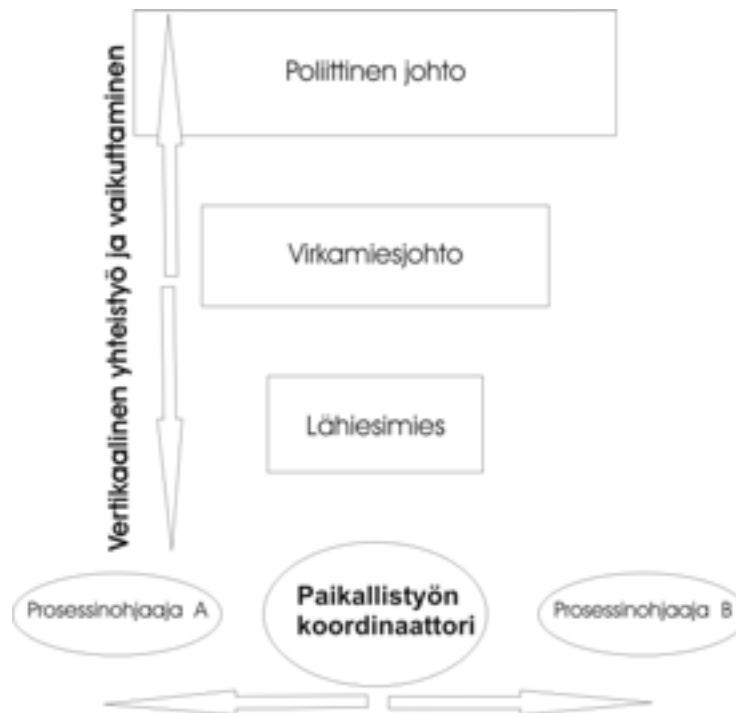 Vertikaalinen yhteistyö ja vaikuttaminen
Poliittinen johto
Virkamiesjohto
Lähiesimies
Prosessinohjaaja A
Paikallistyön
koordinaattori
Prosessinohjaaja B